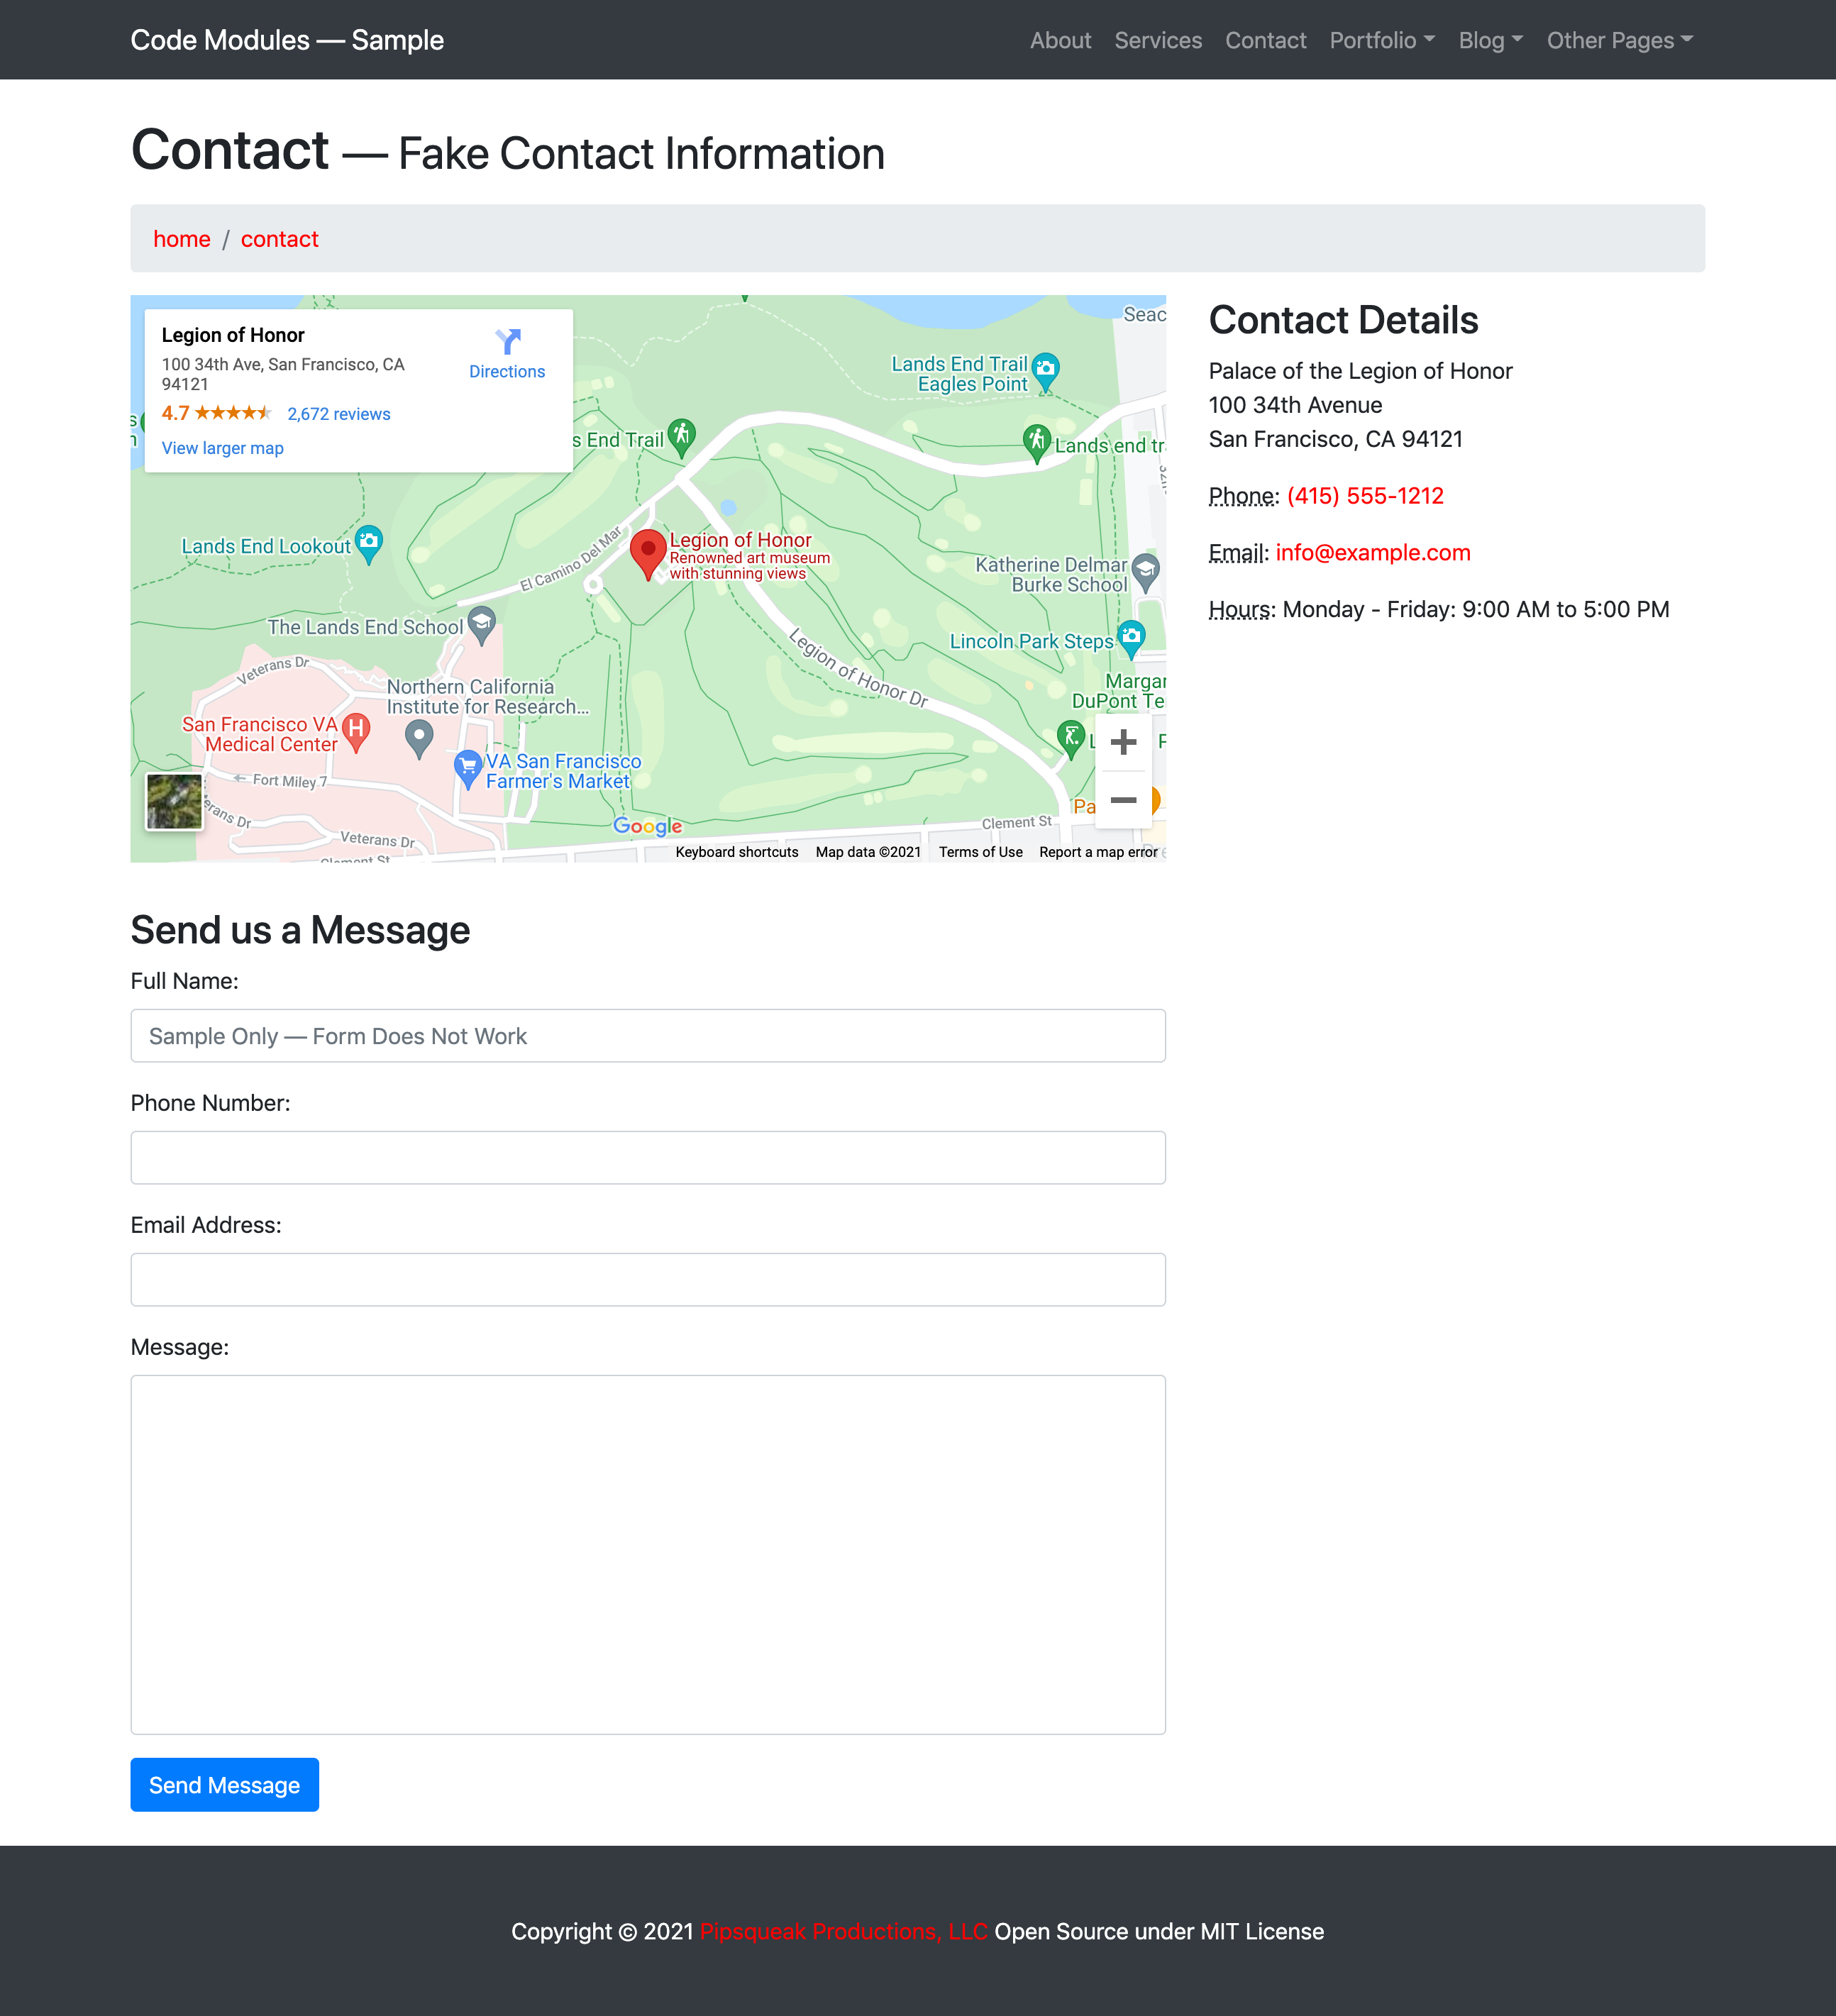 Code Modules — Sample
About Services Contact Portfolio Blog Other Pages
Contact — Fake Contact Information
home / contact
Legion of Honor
100 34th Ave, San Francisco, CA
94121
4.7 2,672 reviews
View larger map
Directions
Seac
Lands End Trail
Eagles Point
s End Trail
Lands end tra
Lands End Lookout
El Camino Del Mar
Legion of Honor
Renowned art museum
with stunning views
Katherine Delmar
Burke School
The Lands End School
Lincoln Park Steps
Legion of Honor Dr
Veterans Dr
Northern California
Institute for Research...
Margar
DuPont Te
San Francisco VA
Medical Center
H
VA San Francisco
Farmer's Market
Fort Miley 7
erans Dr
Veterans Dr
Pa
Clement St
Clement St
Google
Keyboard shortcuts Map data ©2021 Terms of Use Report a map error
Contact Details
Palace of the Legion of Honor
100 34th Avenue
San Francisco, CA 94121
Phone: (415) 555-1212
Email: info@example.com
Hours: Monday - Friday: 9:00 AM to 5:00 PM
Send us a Message
Full Name:
Sample Only — Form Does Not Work
Phone Number:
Email Address:
Message:
Send Message
Copyright © 2021 Pipsqueak Productions, LLC Open Source under MIT License